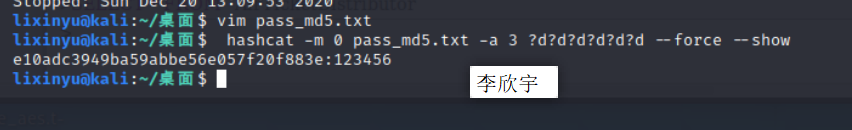 Stopped: Sun Dec 20 13:09:53 2020
lixinyu@kali:~/桌面$ vim pass_md5.txt
lixinyu@kali:~/桌面$  hashcat -m 0 pass_md5.txt -a 3 ?d?d?d?d?d?d --force --show
e10adc3949ba59abbe56e057f20f883e:123456
lixinyu@kali:~/桌面$
李欣宇